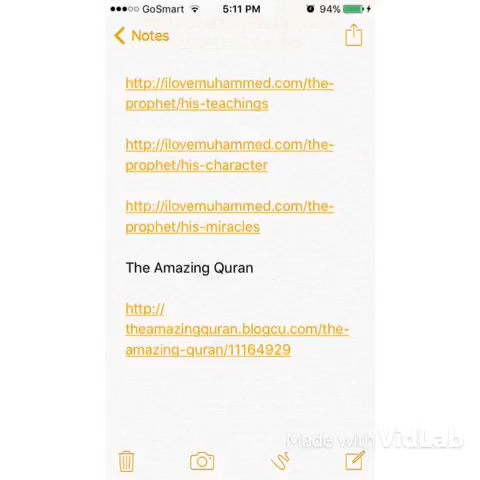 GoSmart 5:11 PM 94%
Notes
http://ilovemuhammed.com/the-
prophet/his-teachings
http://ilovemuhammed.com/the-
prophet/his-character
http://ilovemuhammed.com/the-
prophet/his-miracles
The Amazing Quran
http://
theamazingquran.blogcu.com/the-
amazing-quran/11164929
Made with VidLab